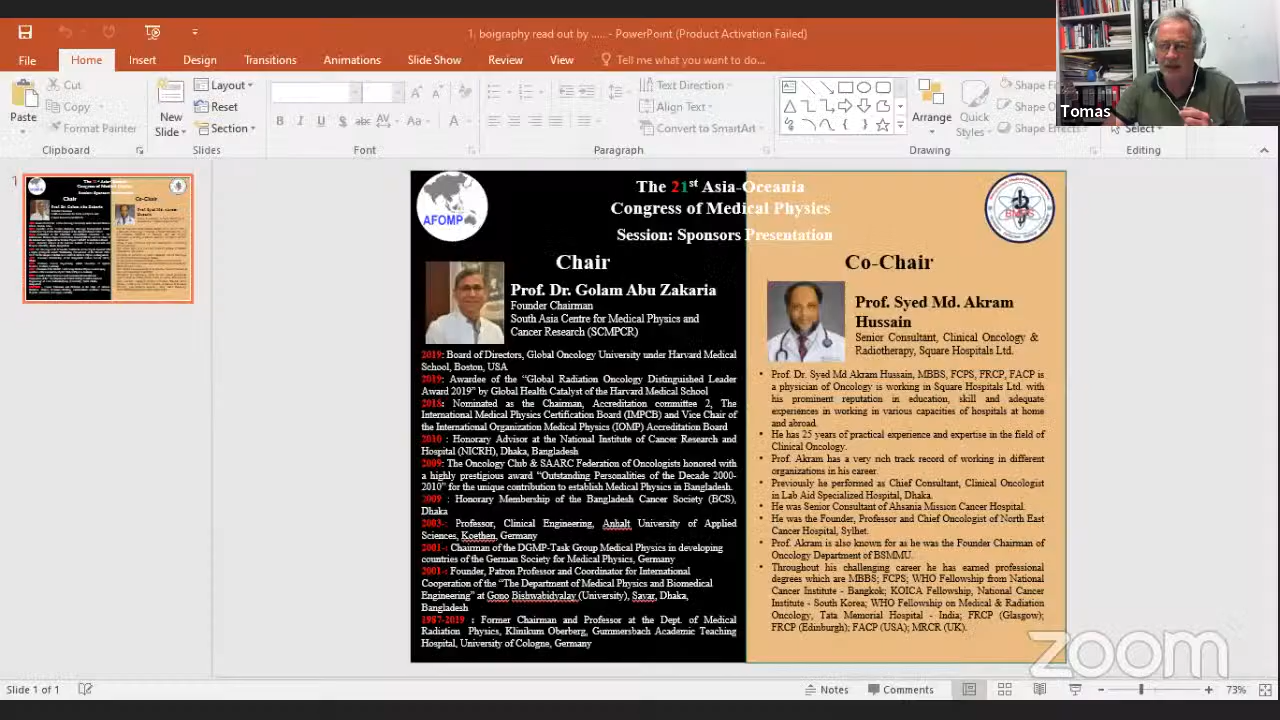 1. boigraphy read out by ...... - PowerPoint (Product Activation Failed)
File Home Insert Design Transitions Animations Slide Show Review View Tell me what you want to do...
Tomas
Paste
Cut
Copy
Format Painter
Clipboard
New
Slide
Layout
Reset
Section
Slides
B I U S
Aa
A
Font
Text Direction
Align Text
Convert to SmartArt
Paragraph
Arrange
Quick
Styles
Shape
Shape
Shape Effects
Drawing
Select
Editing
1
AFOMP
The 21st Asia-Oceania
Congress of Medical Physics
Session: Sponsors Presentation
Chair
Prof. Dr. Golam Abu Zakaria
Founder Chairman
South Asia Centre for Medical Physics and
Cancer Research (SCMPCR)
2019: Board of Directors, Global Oncology University under Harvard Medical
School, Boston, USA
2019: Awardee of the “Global Radiation Oncology Distinguished Leader
Award 2019” by Global Health Catalyst of the Harvard Medical School
2018: Nominated as the Chairman, Accreditation committee 2, The
International Medical Physics Certification Board (IMPCB) and Vice Chair of
the International Organization Medical Physics (IOMP) Accreditation Board
2010 : Honorary Advisor at the National Institute of Cancer Research and
Hospital (NICRH), Dhaka, Bangladesh
2009: The Oncology Club & SAARC Federation of Oncologists honored with
a highly prestigious award “Outstanding Personalities of the Decade 2000-
2010” for the unique contribution to establish Medical Physics in Bangladesh.
2009 : Honorary Membership of the Bangladesh Cancer Society (BCS),
Dhaka
2003-: Professor, Clinical Engineering, Anhalt University of Applied
Sciences, Koethen, Germany
2001-: Chairman of the DGMP-Task Group Medical Physics in developing
countries of the German Society for Medical Physics, Germany
2001-: Founder, Patron Professor and Coordinator for International
Cooperation of the “The Department of Medical Physics and Biomedical
Engineering” at Gono Bishwabidyalay (University), Savar, Dhaka,
Bangladesh
1987-2019 : Former Chairman and Professor at the Dept. of Medical
Radiation Physics, Klinikum Oberberg, Gummersbach Academic Teaching
Hospital, University of Cologne, Germany
Co-Chair
Prof. Syed Md. Akram
Hussain
Senior Consultant, Clinical Oncology &
Radiotherapy, Square Hospitals Ltd.
• Prof. Dr. Syed Md Akram Hussain, MBBS, FCPS, FRCP, FACP is
a physician of Oncology is working in Square Hospitals Ltd. with
his prominent reputation in education, skill and adequate
experiences in working in various capacities of hospitals at home
and abroad.
• He has 25 years of practical experience and expertise in the field of
Clinical Oncology.
• Prof. Akram has a very rich track record of working in different
organizations in his career.
• Previously he performed as Chief Consultant, Clinical Oncologist
in Lab Aid Specialized Hospital, Dhaka.
• He was Senior Consultant of Ahsania Mission Cancer Hospital.
• He was the Founder, Professor and Chief Oncologist of North East
Cancer Hospital, Sylhet.
• Prof. Akram is also known for as he was the Founder Chairman of
Oncology Department of BSMMU.
• Throughout his challenging career he has earned professional
degrees which are MBBS; FCPS; WHO Fellowship from National
Cancer Institute - Bangkok; KOICA Fellowship, National Cancer
Institute - South Korea; WHO Fellowship on Medical & Radiation
Oncology, Tata Memorial Hospital - India; FRCP (Glasgow);
FRCP (Edinburgh); FACP (USA); MRCR (UK).
zoom
Slide 1 of 1
Notes
Comments
73%